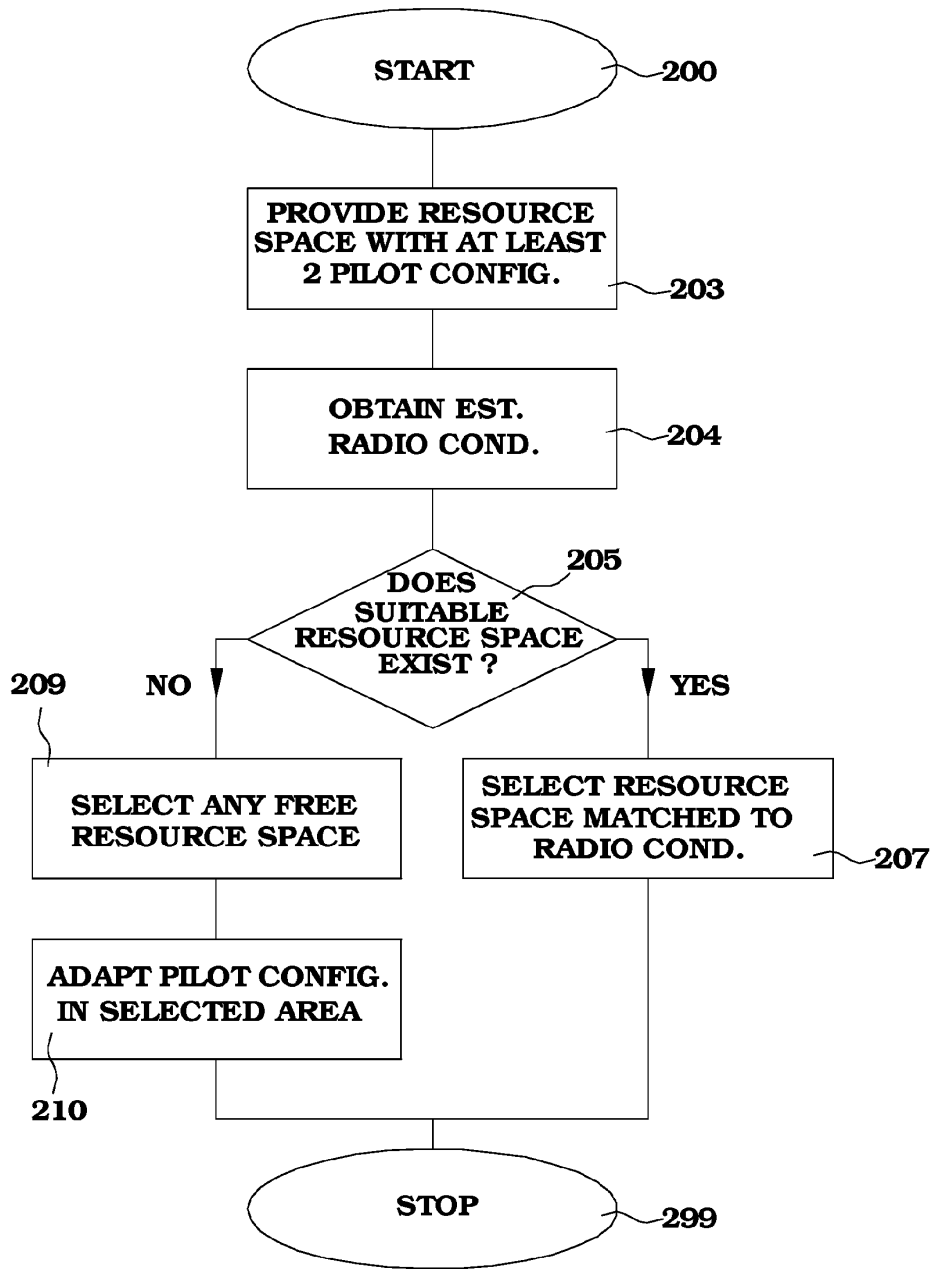 START
200
PROVIDE RESOURCE
SPACE WITH AT LEAST
2 PILOT CONFIG.
203
OBTAIN EST.
RADIO COND.
204
205
DOES
SUITABLE
RESOURCE SPACE
EXIST ?
NO
YES
209
SELECT ANY FREE
RESOURCE SPACE
SELECT RESOURCE
SPACE MATCHED TO
RADIO COND.
207
ADAPT PILOT CONFIG.
IN SELECTED AREA
210
STOP
299